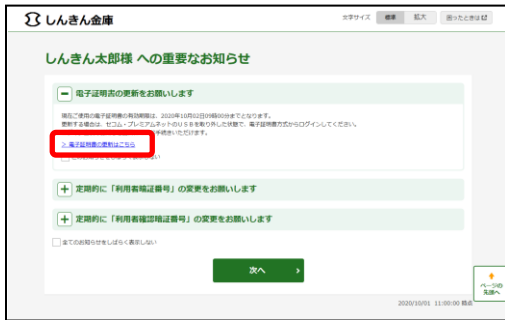 しんきん金庫
文字サイズ 標準 拡大 困ったときは
しんきん太郎様 への重要なお知らせ
電子証明書の更新をお願いします
現在ご使用の電子証明書の有効期限は、2020年10月02日09時00分までとなります。
更新する場合は、セコム・プレミアムネットのUSBを取り外した状態で、電子証明書方式からログインしてください。
手続きいただけます。
> 電子証明書の更新はこちら
定期的に「利用者暗証番号」の変更をお願いします
定期的に「利用者確認暗証番号」の変更をお願いします
全てのお知らせをしばらく表示しない
次へ
ページの
先頭へ
2020/10/01 11:00:00 時点